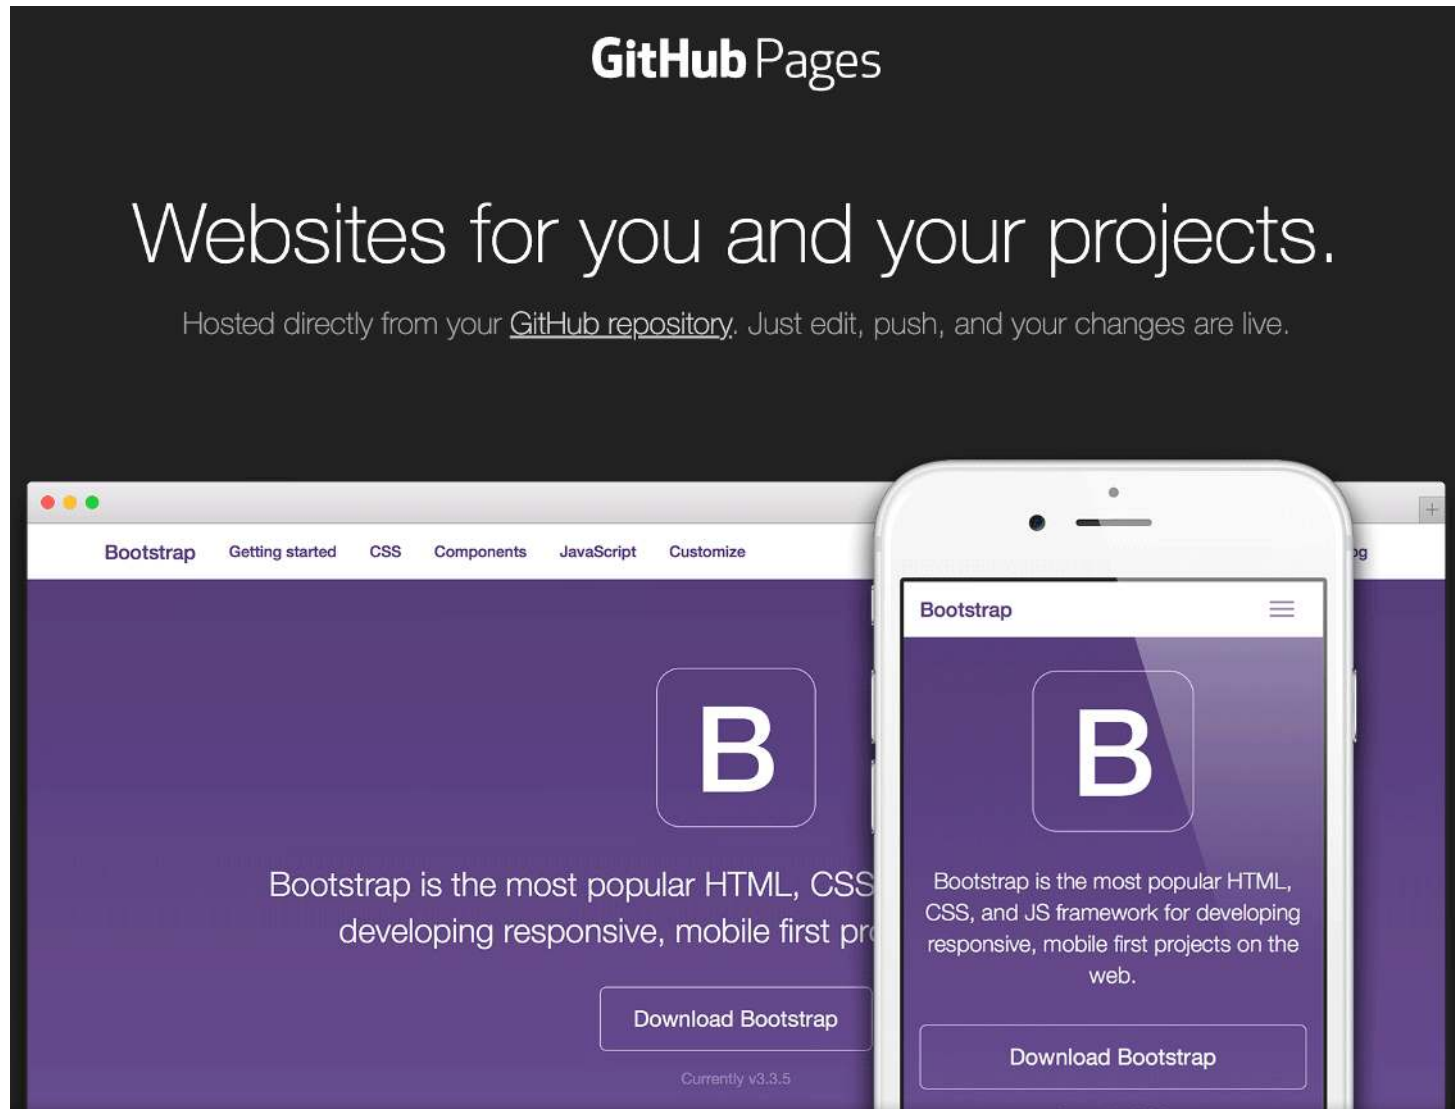 GitHub Pages
Websites for you and your projects.
Hosted directly from your GitHub repository. Just edit, push, and your changes are live.
Bootstrap Getting started CSS Components JavaScript Customize
B
Bootstrap is the most popular HTML, CSS
developing responsive, mobile first
Download Bootstrap
Currently v3.3.5
Bootstrap
B
Bootstrap is the most popular HTML,
CSS, and JS framework for developing
responsive, mobile first projects on the
web.
Download Bootstrap